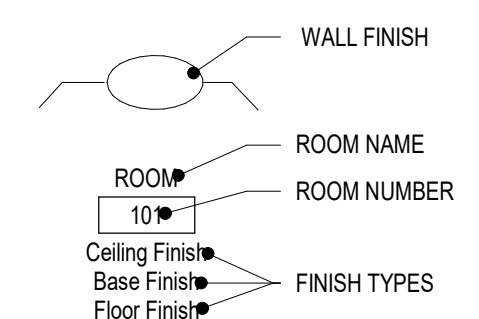 WALL FINISH
ROOM NAME
ROOM
ROOM NUMBER
101
Ceiling Finish
Base Finish
FINISH TYPES
Floor Finish